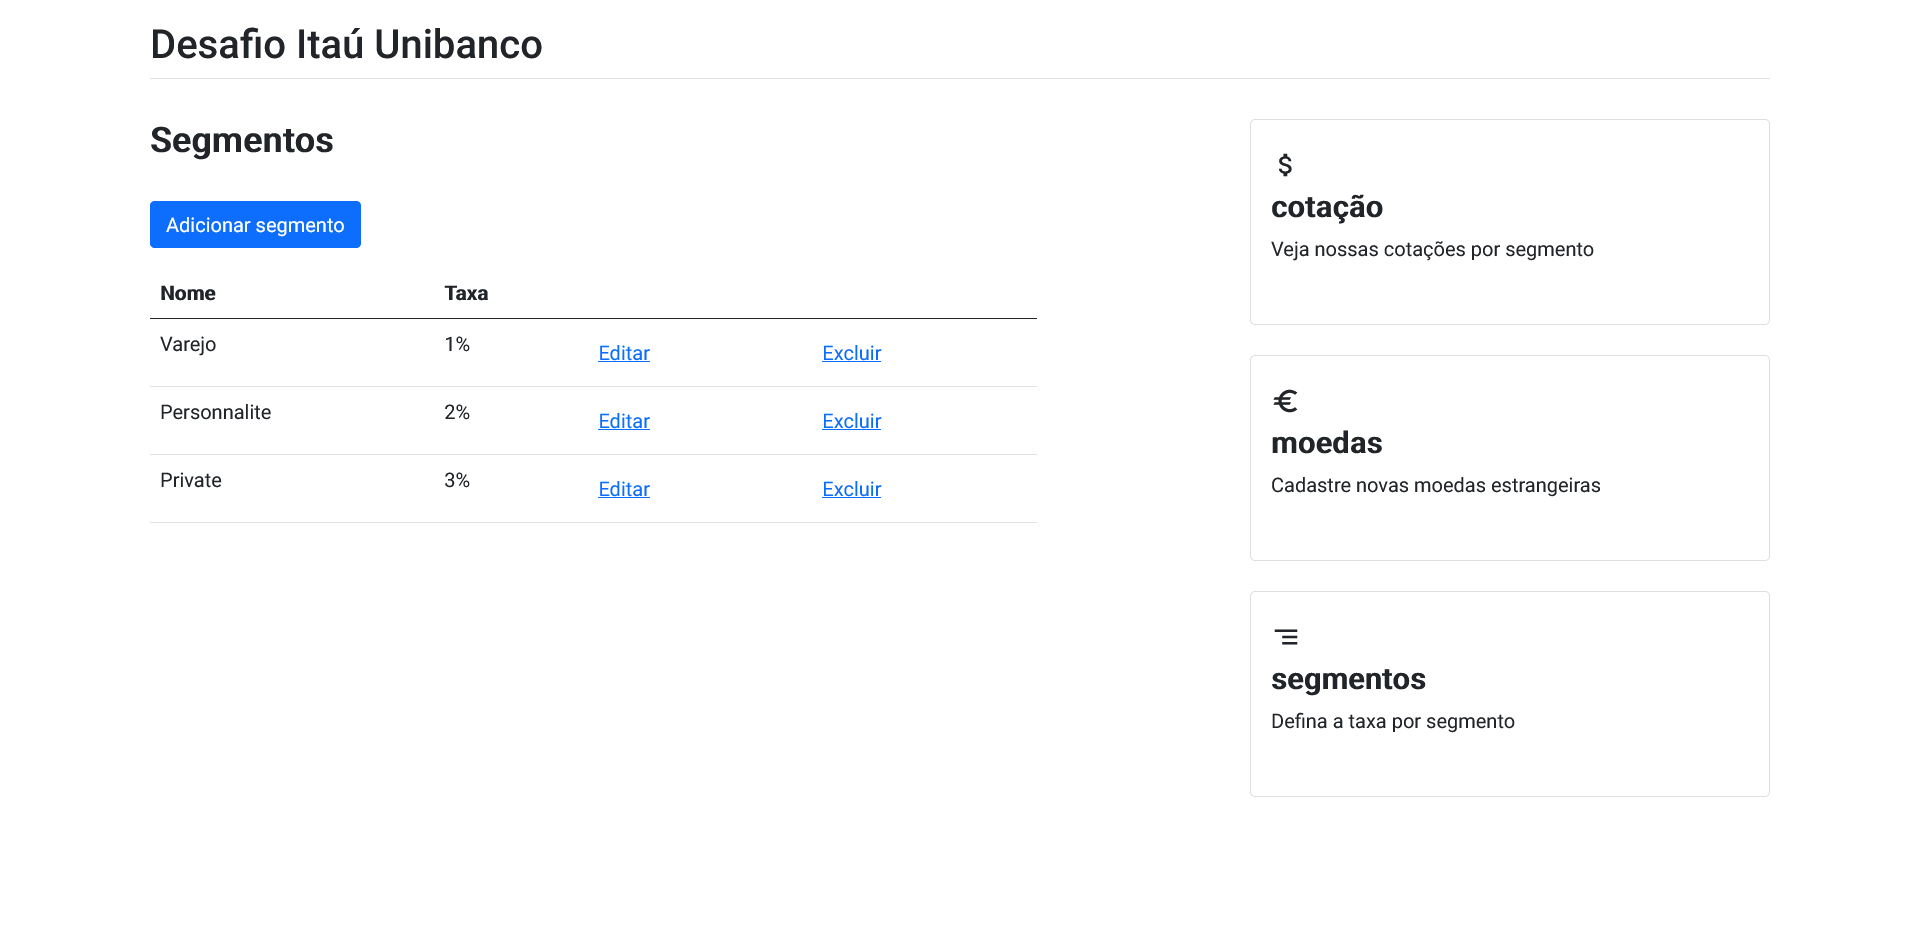 Desafio Itaú Unibanco
Segmentos
Adicionar segmento
Nome Taxa
Varejo 1% Editar Excluir
Personnalite 2% Editar Excluir
Private 3% Editar Excluir
$
cotação
Veja nossas cotações por segmento
€
moedas
Cadastre novas moedas estrangeiras
segmentos
Defina a taxa por segmento